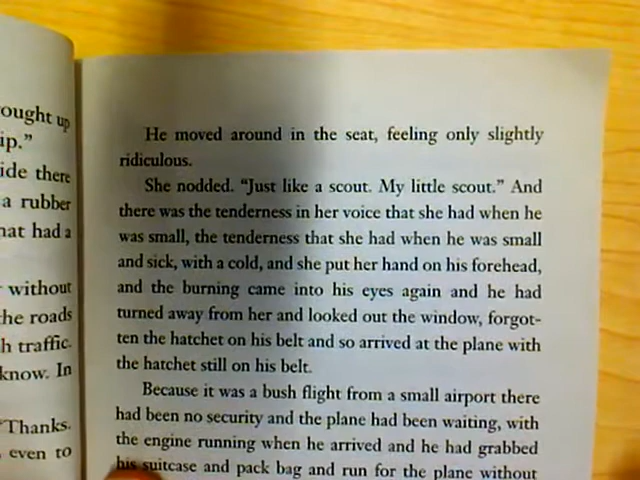 ought up
ip.”
ide there
a rubber
hat had a
without
the roads
h traffic.
know. In
“Thanks.
, even to
He moved around in the seat, feeling only slightly
ridiculous.
She nodded. “Just like a scout. My little scout.” And
there was the tenderness in her voice that she had when he
was small, the tenderness that she had when he was small
and sick, with a cold, and she put her hand on his forehead,
and the burning came into his eyes again and he had
turned away from her and looked out the window, forgot-
ten the hatchet on his belt and so arrived at the plane with
the hatchet still on his belt.
Because it was a bush flight from a small airport there
had been no security and the plane had been waiting, with
the engine running when he arrived and he had grabbed
his suitcase and pack bag and run for the plane without